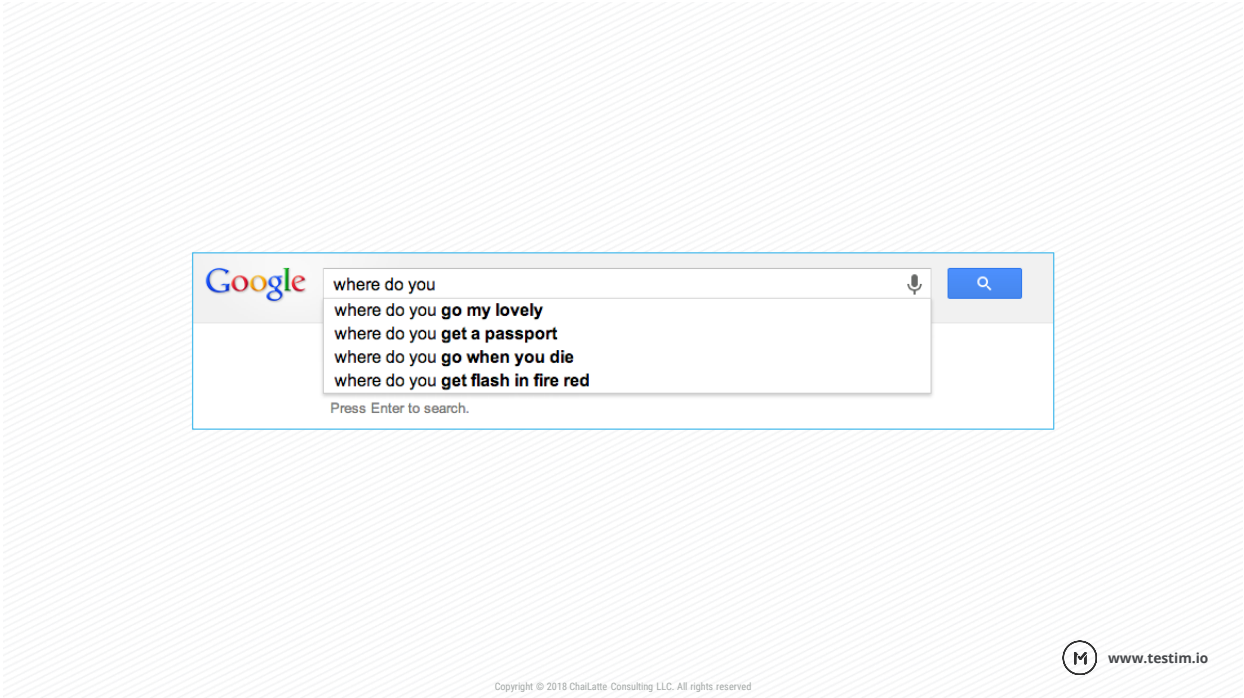 Google
where do you
where do you go my lovely
where do you get a passport
where do you go when you die
where do you get flash in fire red
Press Enter to search.
www.testim.io
Copyright © 2018 ChaiLatte Consulting LLC. All rights reserved